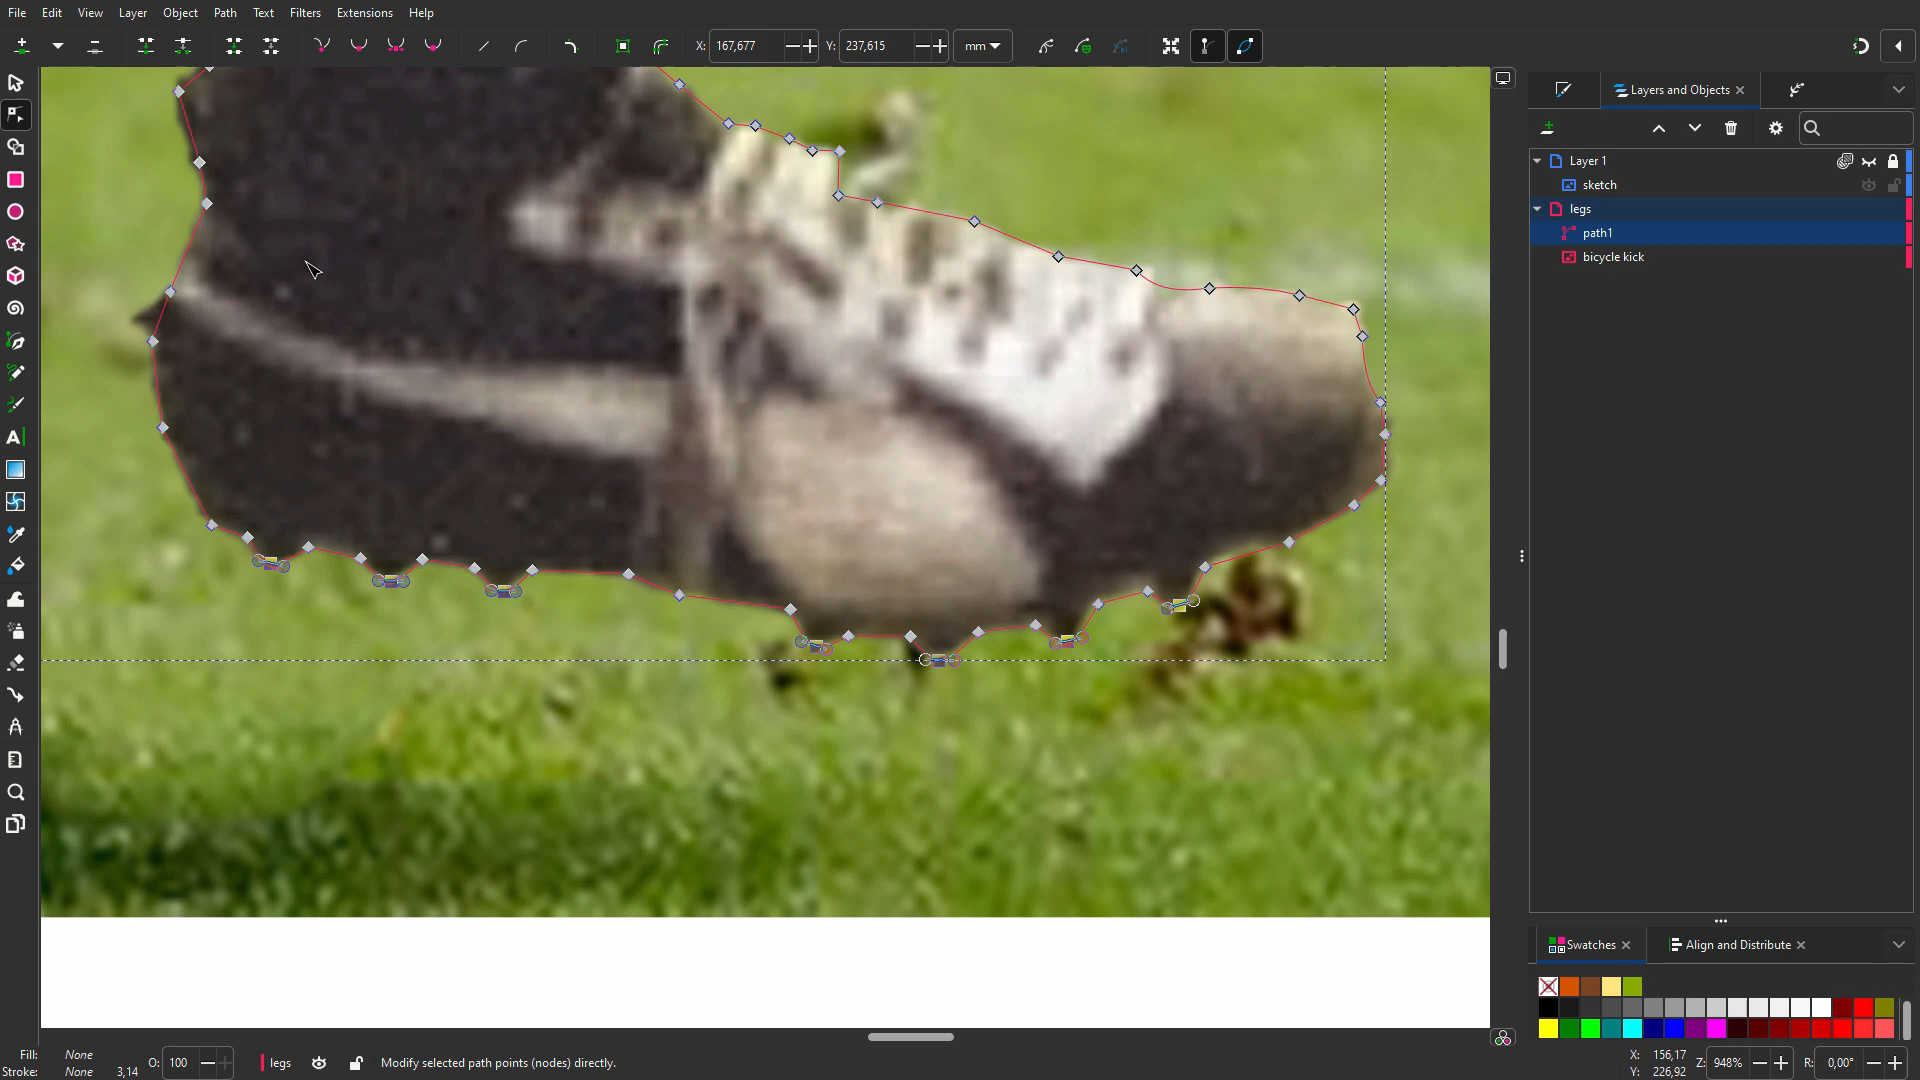 File Edit View Layer Object Path Text Filters Extensions Help
X: 167,677 Y: 237,615 mm
Layers and Objects
Layer 1
sketch
legs
path1
bicycle kick
Swatches Align and Distribute
Fill: None
Stroke: None 3,14
O: 100
legs
Modify selected path points (nodes) directly.
X: 156,17
Y: 226,92
Z: 948%
R: 0,00°